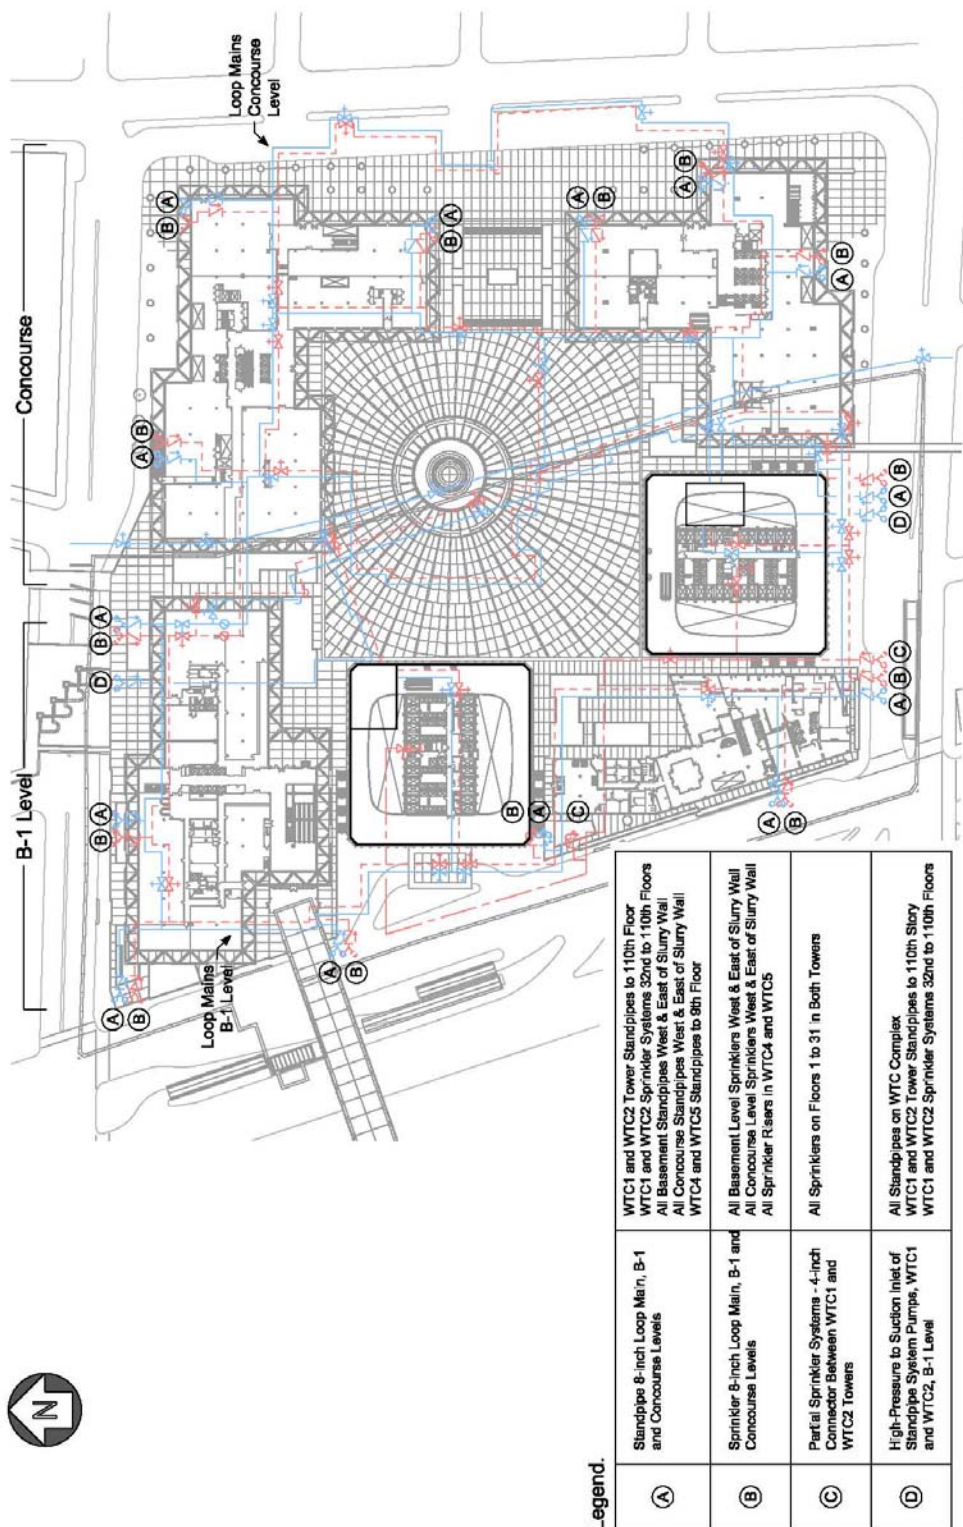 Concourse
B-1 Level
Loop Mains
Concourse
Level
B A
A B
B A
A B
A B
A B
B A
D
B A
A B
Loop Mains
B-1 Level
A B
B A C
A B
A B C
D A B
N
Legend.
A
Standpipe 8-inch Loop Main, B-1
and Concourse Levels
WTC1 and WTC2 Tower Standpipes to 110th Floor
WTC1 and WTC2 Sprinkler Systems 32nd to 110th Floors
All Basement Standpipes West & East of Slurry Wall
All Concourse Standpipes West & East of Slurry Wall
WTC4 and WTC5 Standpipes to 9th Floor
B
Sprinkler 8-inch Loop Main, B-1 and
Concourse Levels
All Basement Level Sprinklers West & East of Slurry Wall
All Concourse Level Sprinklers West & East of Slurry Wall
All Sprinkler Risers in WTC4 and WTC5
C
Partial Sprinkler Systems - 4-inch
Connector Between WTC1 and
WTC2 Towers
All Sprinklers on Floors 1 to 31 in Both Towers
D
High-Pressure to Suction Inlet of
Standpipe System Pumps, WTC1
and WTC2, B-1 Level
All Standpipes on WTC Complex
WTC1 and WTC2 Tower Standpipes to 110th Story
WTC1 and WTC2 Sprinkler Systems 32nd to 110th Floors